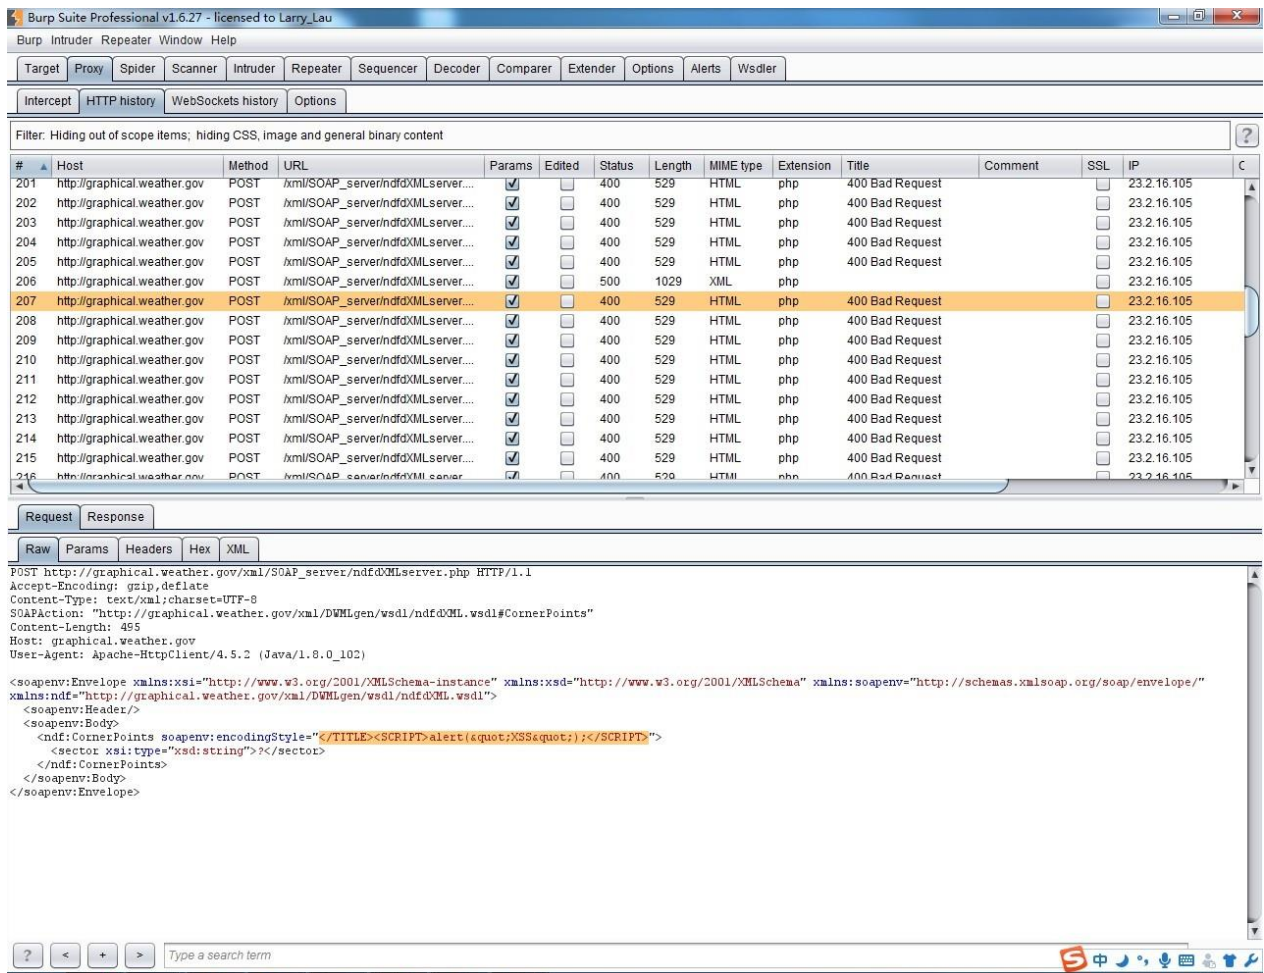 Burp Suite Professional v1.6.27 - licensed to Larry_Lau
Burp Intruder Repeater Window Help
Target Proxy Spider Scanner Intruder Repeater Sequencer Decoder Comparer Extender Options Alerts Wsdler
Intercept HTTP history WebSockets history Options
Filter: Hiding out of scope items; hiding CSS, image and general binary content ?
# Host Method URL Params Edited Status Length MIME type Extension Title Comment SSL IP C
201 http://graphical.weather.gov POST /xml/SOAP_server/ndfdXMLserver.... 400 529 HTML php 400 Bad Request 23.2.16.105
202 http://graphical.weather.gov POST /xml/SOAP_server/ndfdXMLserver.... 400 529 HTML php 400 Bad Request 23.2.16.105
203 http://graphical.weather.gov POST /xml/SOAP_server/ndfdXMLserver.... 400 529 HTML php 400 Bad Request 23.2.16.105
204 http://graphical.weather.gov POST /xml/SOAP_server/ndfdXMLserver.... 400 529 HTML php 400 Bad Request 23.2.16.105
205 http://graphical.weather.gov POST /xml/SOAP_server/ndfdXMLserver.... 400 529 HTML php 400 Bad Request 23.2.16.105
206 http://graphical.weather.gov POST /xml/SOAP_server/ndfdXMLserver.... 500 1029 XML php 23.2.16.105
207 http://graphical.weather.gov POST /xml/SOAP_server/ndfdXMLserver.... 400 529 HTML php 400 Bad Request 23.2.16.105
208 http://graphical.weather.gov POST /xml/SOAP_server/ndfdXMLserver.... 400 529 HTML php 400 Bad Request 23.2.16.105
209 http://graphical.weather.gov POST /xml/SOAP_server/ndfdXMLserver.... 400 529 HTML php 400 Bad Request 23.2.16.105
210 http://graphical.weather.gov POST /xml/SOAP_server/ndfdXMLserver.... 400 529 HTML php 400 Bad Request 23.2.16.105
211 http://graphical.weather.gov POST /xml/SOAP_server/ndfdXMLserver.... 400 529 HTML php 400 Bad Request 23.2.16.105
212 http://graphical.weather.gov POST /xml/SOAP_server/ndfdXMLserver.... 400 529 HTML php 400 Bad Request 23.2.16.105
213 http://graphical.weather.gov POST /xml/SOAP_server/ndfdXMLserver.... 400 529 HTML php 400 Bad Request 23.2.16.105
214 http://graphical.weather.gov POST /xml/SOAP_server/ndfdXMLserver.... 400 529 HTML php 400 Bad Request 23.2.16.105
215 http://graphical.weather.gov POST /xml/SOAP_server/ndfdXMLserver.... 400 529 HTML php 400 Bad Request 23.2.16.105
216 http://graphical.weather.gov POST /xml/SOAP_server/ndfdXMLserver.... 400 529 HTML php 400 Bad Request 23.2.16.105
Request Response
Raw Params Headers Hex XML
POST http://graphical.weather.gov/xml/SOAP_server/ndfdXMLserver.php HTTP/1.1
Accept-Encoding: gzip,deflate
Content-Type: text/xml;charset=UTF-8
SOAPAction: "http://graphical.weather.gov/xml/DWMLgen/wsdl/ndfdXML.wsdl#CornerPoints"
Content-Length: 495
Host: graphical.weather.gov
User-Agent: Apache-HttpClient/4.5.2 (Java/1.8.0_102)
<soapenv:Envelope xmlns:xsi="http://www.w3.org/2001/XMLSchema-instance" xmlns:xsd="http://www.w3.org/2001/XMLSchema" xmlns:soapenv="http://schemas.xmlsoap.org/soap/envelope/"
xmlns:ndf="http://graphical.weather.gov/xml/DWMLgen/wsdl/ndfdXML.wsdl">
<soapenv:Header/>
<soapenv:Body>
<ndf:CornerPoints soapenv:encodingStyle="</TITLE><SCRIPT>alert(&quot;XSS&quot;);</SCRIPT>">
<sector xsi:type="xsd:string">?</sector>
</ndf:CornerPoints>
</soapenv:Body>
</soapenv:Envelope>
? < + > Type a search term
S 中